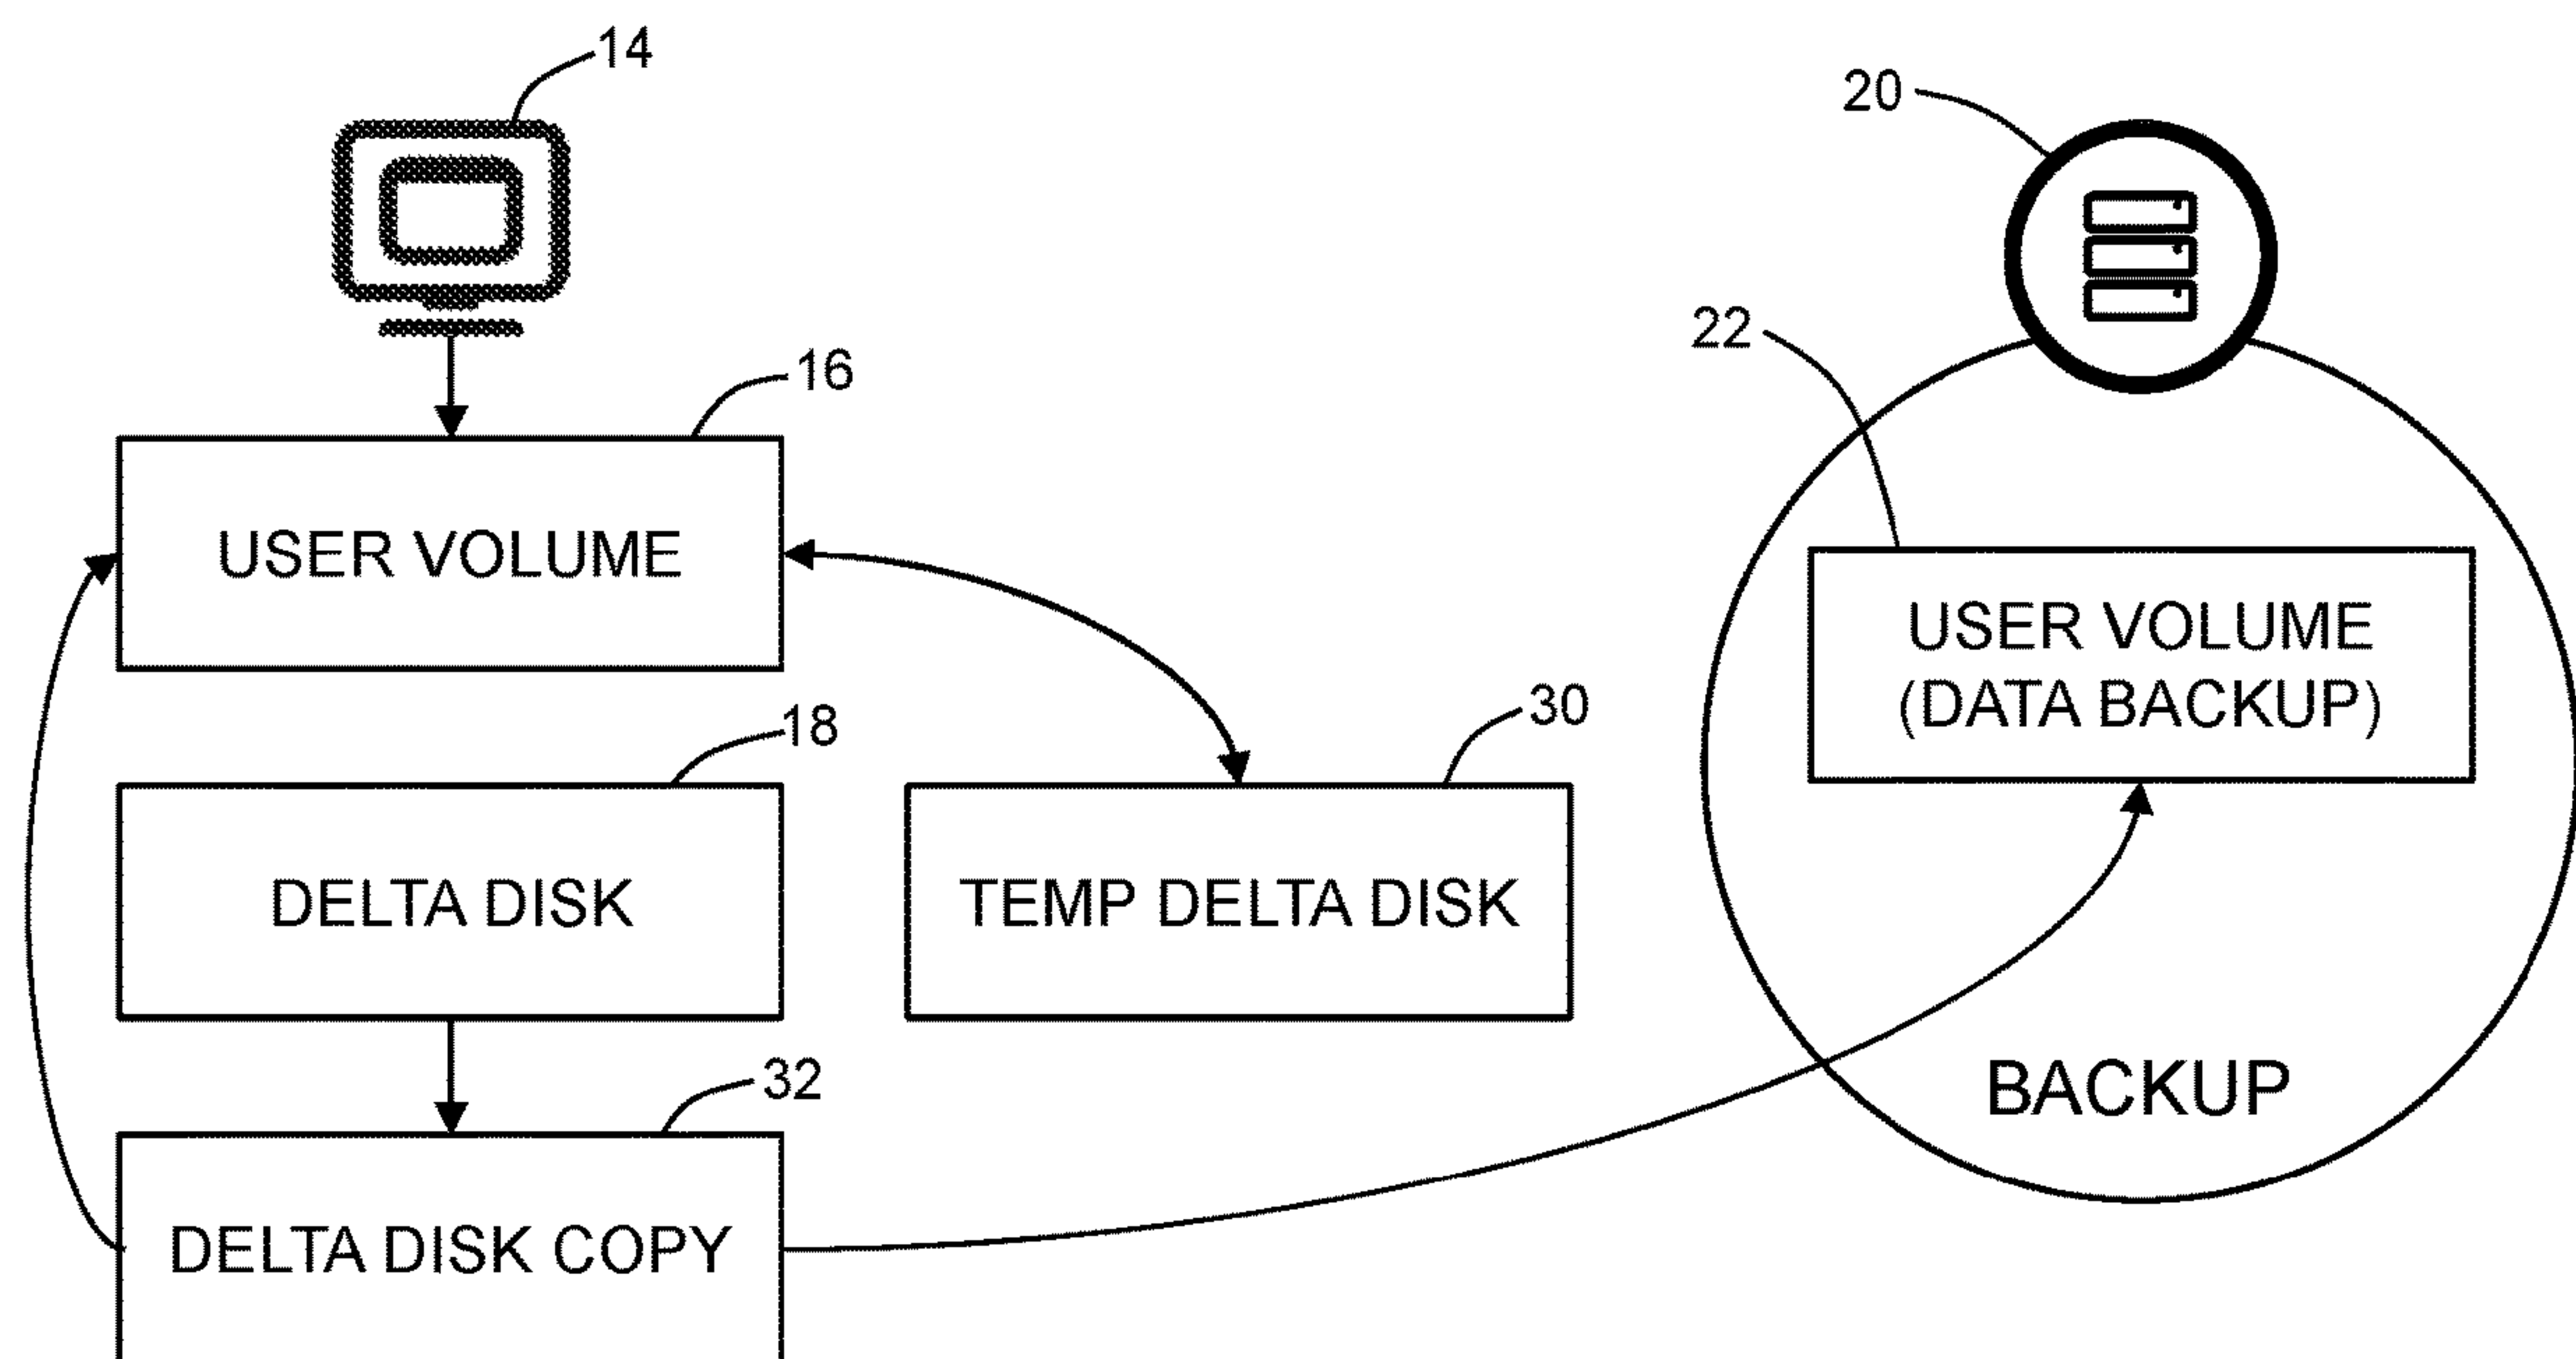 14
20
22
16
USER VOLUME
USER VOLUME
(DATA BACKUP)
18
30
DELTA DISK
TEMP DELTA DISK
32
BACKUP
DELTA DISK COPY